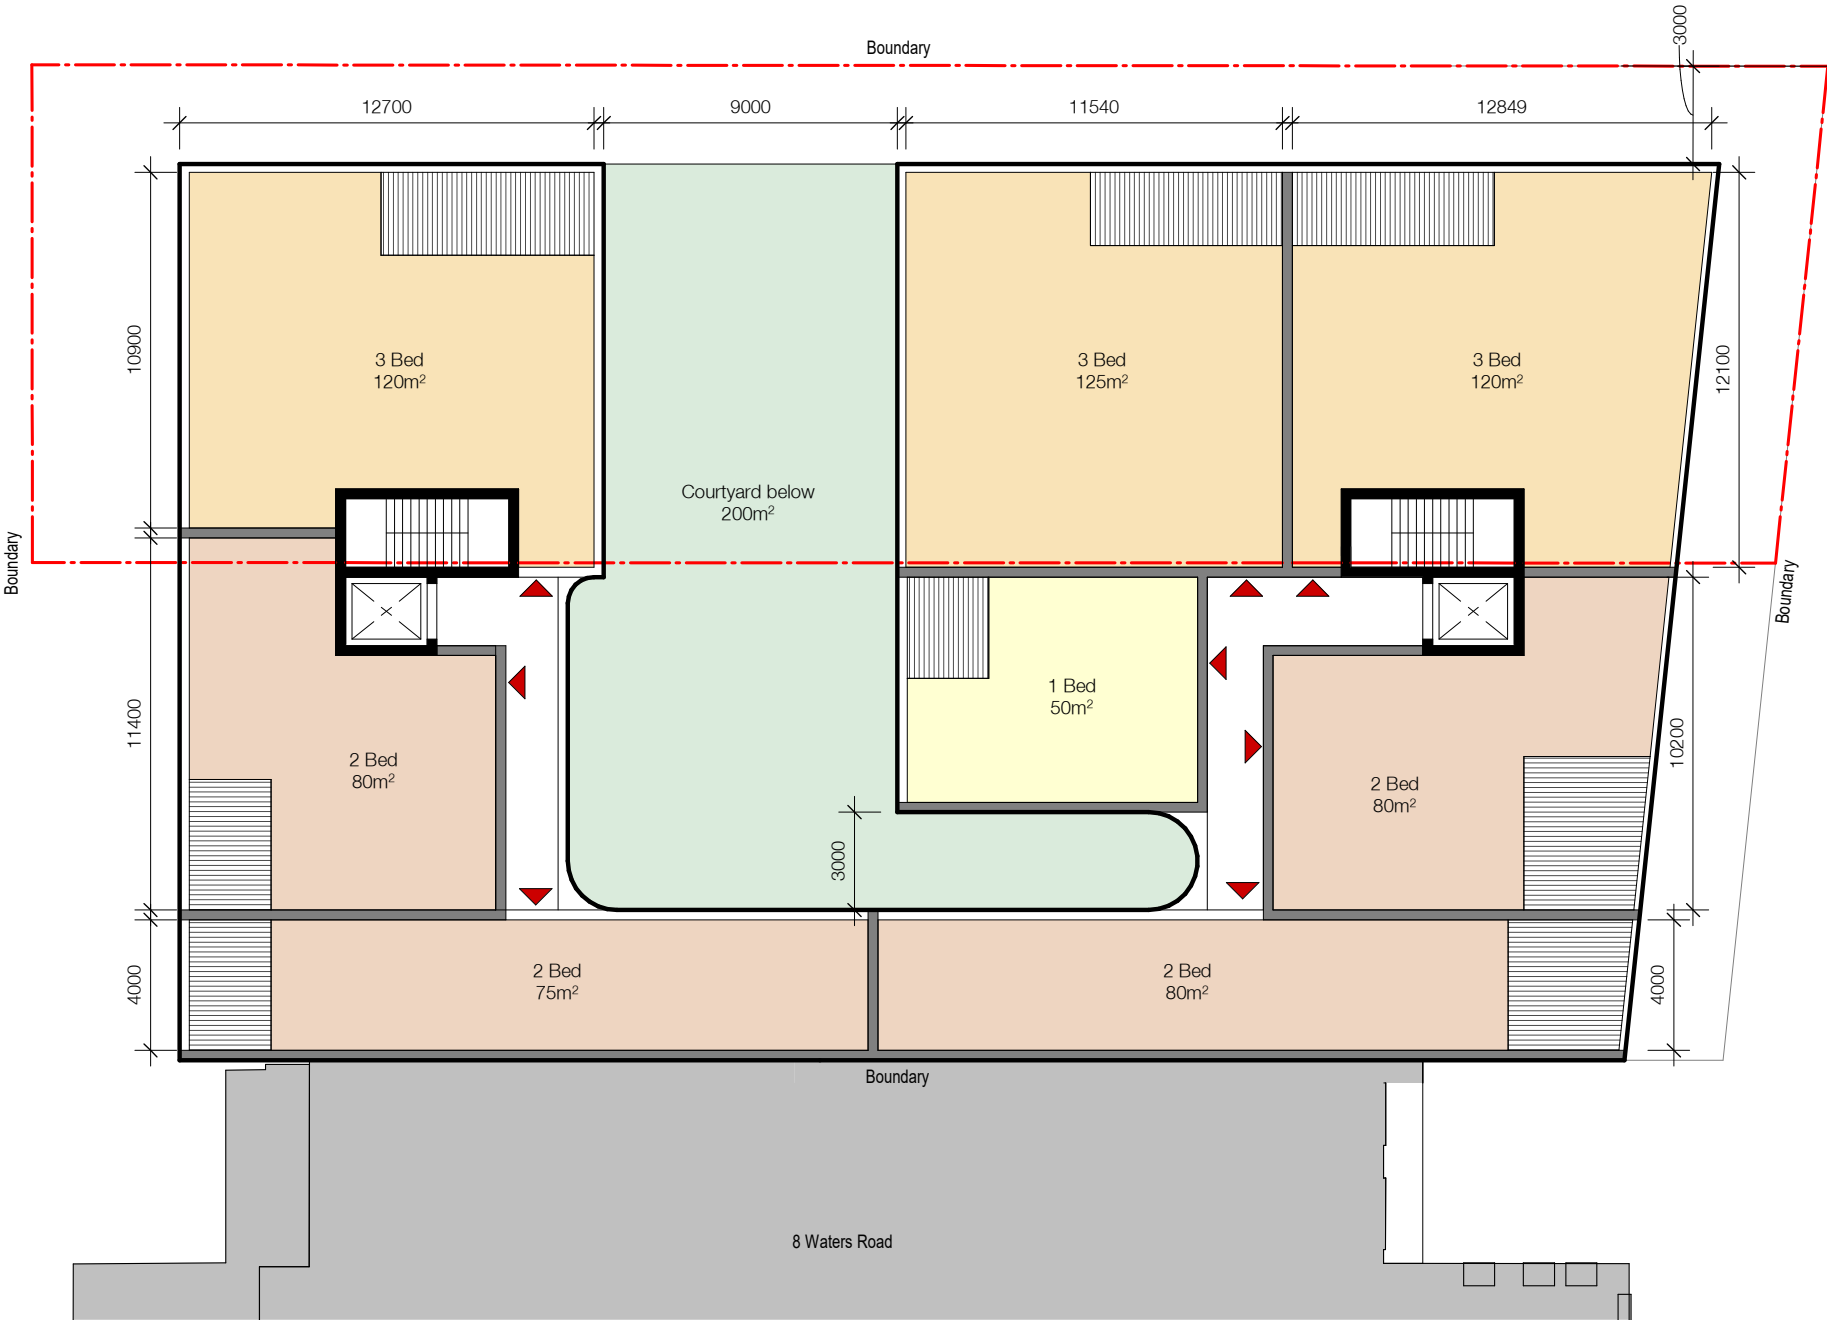 3000
Boundary
12700
9000
11540
12849
10900
3 Bed
120m²
3 Bed
125m²
3 Bed
120m²
12100
Courtyard below
200m²
Boundary
Boundary
11400
2 Bed
80m²
1 Bed
50m²
10200
2 Bed
80m²
3000
4000
2 Bed
75m²
2 Bed
80m²
4000
Boundary
8 Waters Road